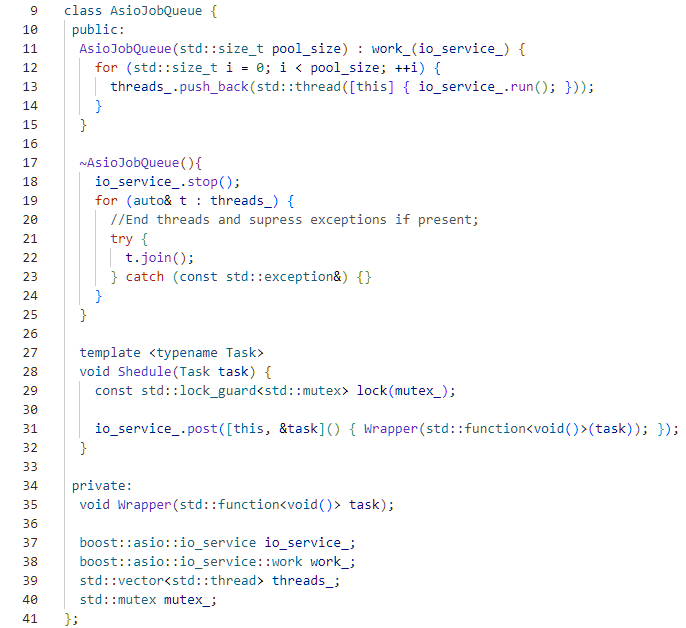 9 class AsioJobQueue {
10 public:
11 AsioJobQueue(std::size_t pool_size) : work_(io_service_) {
12 for (std::size_t i = 0; i < pool_size; ++i) {
13 threads_.push_back(std::thread([this] { io_service_.run(); }));
14 }
15 }
16
17 ~AsioJobQueue(){
18 io_service_.stop();
19 for (auto& t : threads_) {
20 //End threads and supress exceptions if present;
21 try {
22 t.join();
23 } catch (const std::exception&) {}
24 }
25 }
26
27 template <typename Task>
28 void Shedule(Task task) {
29 const std::lock_guard<std::mutex> lock(mutex_);
30
31 io_service_.post([this, &task]() { Wrapper(std::function<void()>(task)); });
32 }
33
34 private:
35 void Wrapper(std::function<void()> task);
36
37 boost::asio::io_service io_service_;
38 boost::asio::io_service::work work_;
39 std::vector<std::thread> threads_;
40 std::mutex mutex_;
41 };